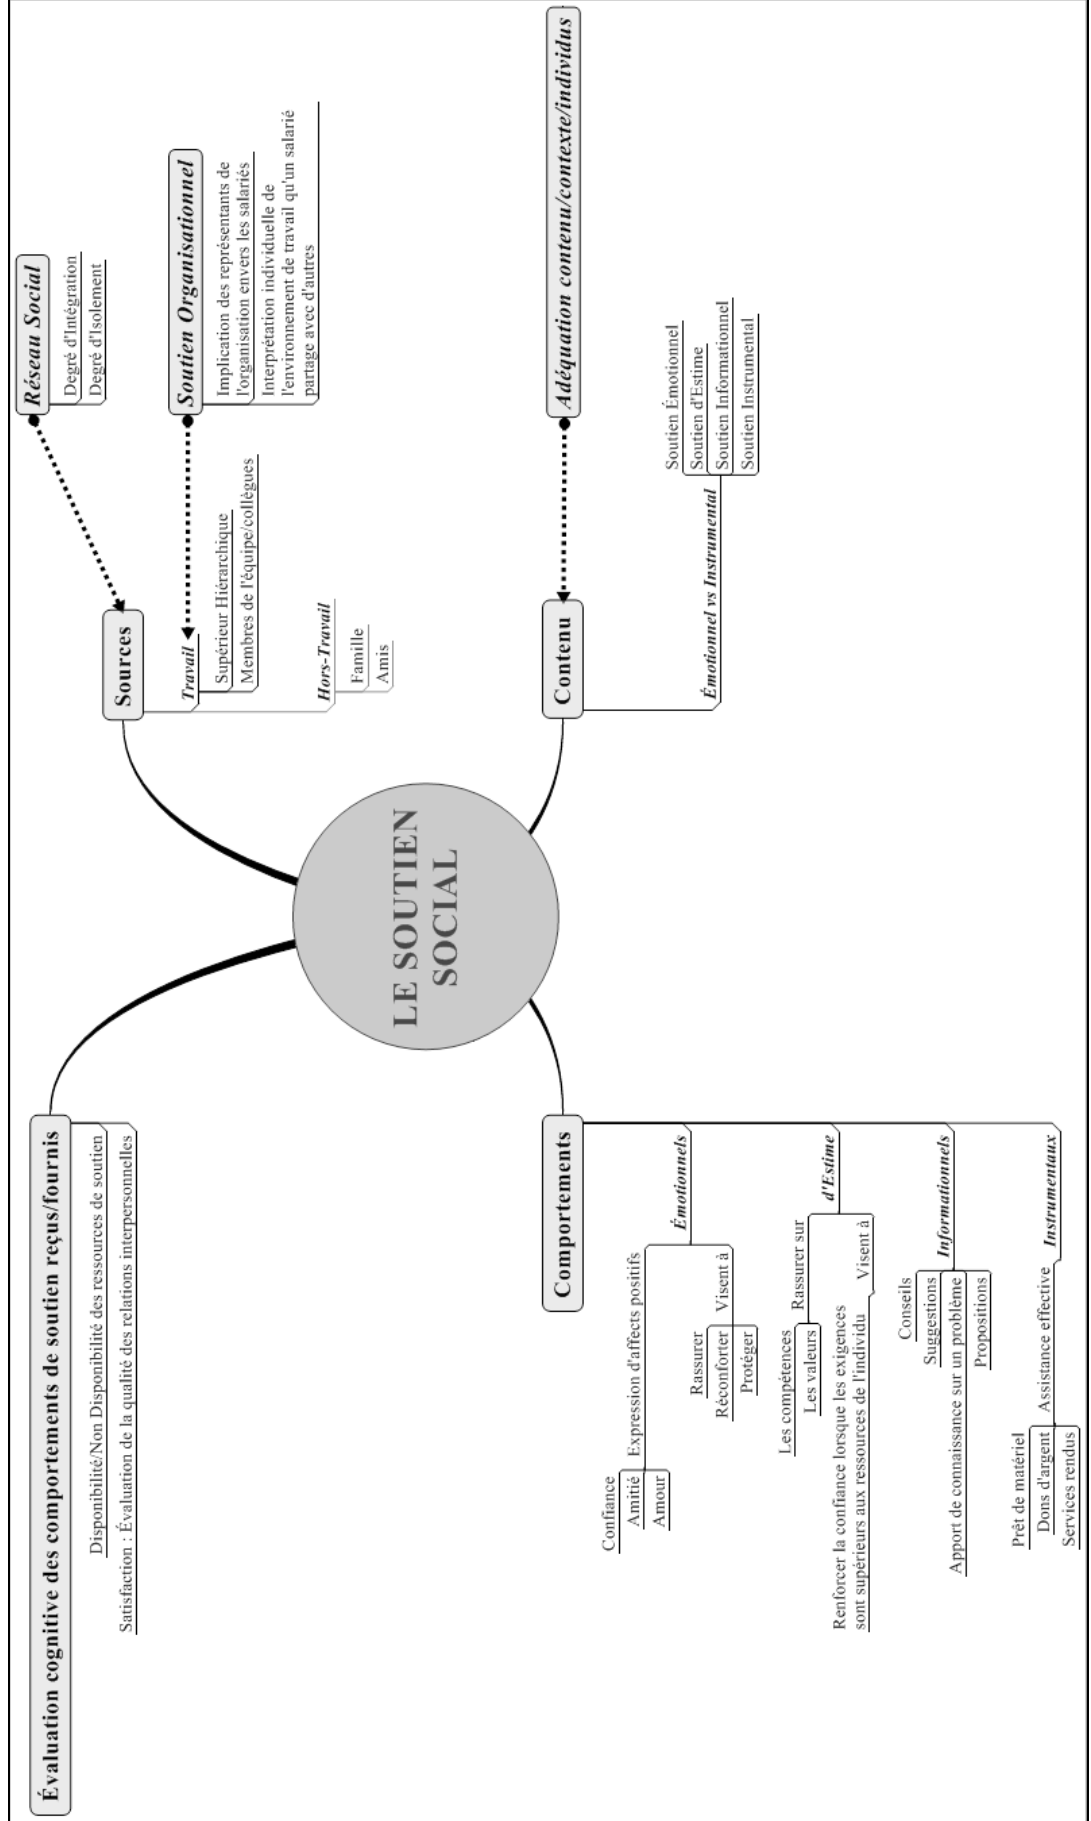 LE SOUTIEN
SOCIAL
Évaluation cognitive des comportements de soutien reçus/fournis
Disponibilité/Non Disponibilité des ressources de soutien
Satisfaction : Évaluation de la qualité des relations interpersonnelles
Sources
Travail
Supérieur Hiérarchique
Membres de l'équipe/collègues
Hors-Travail
Famille
Amis
Réseau Social
Degré d'Intégration
Degré d'Isolement
Soutien Organisationnel
Implication des représentants de
l'organisation envers les salariés
Interprétation individuelle de
l'environnement de travail qu'un salarié
partage avec d'autres
Comportements
Émotionnels
Expression d'affects positifs
Confiance
Amitié
Amour
Visent à
Rassurer
Réconforter
Protéger
d'Estime
Rassurer sur
Les compétences
Les valeurs
Visent à
Renforcer la confiance lorsque les exigences
sont supérieurs aux ressources de l'individu
Informationnels
Conseils
Suggestions
Apport de connaissance sur un problème
Propositions
Instrumentaux
Assistance effective
Prêt de matériel
Dons d'argent
Services rendus
Contenu
Émotionnel vs Instrumental
Soutien Émotionnel
Soutien d'Estime
Soutien Informationnel
Soutien Instrumental
Adéquation contenu/contexte/individus